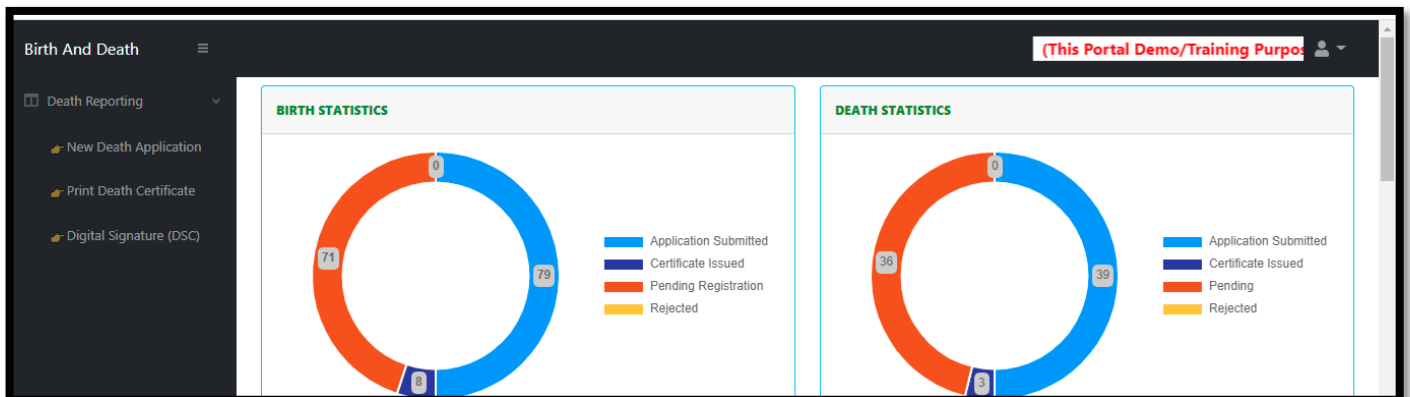 Birth And Death
(This Portal Demo/Training Purpos
Death Reporting
New Death Application
Print Death Certificate
Digital Signature (DSC)
BIRTH STATISTICS
0
71
79
8
Application Submitted
Certificate Issued
Pending Registration
Rejected
DEATH STATISTICS
0
36
39
3
Application Submitted
Certificate Issued
Pending
Rejected